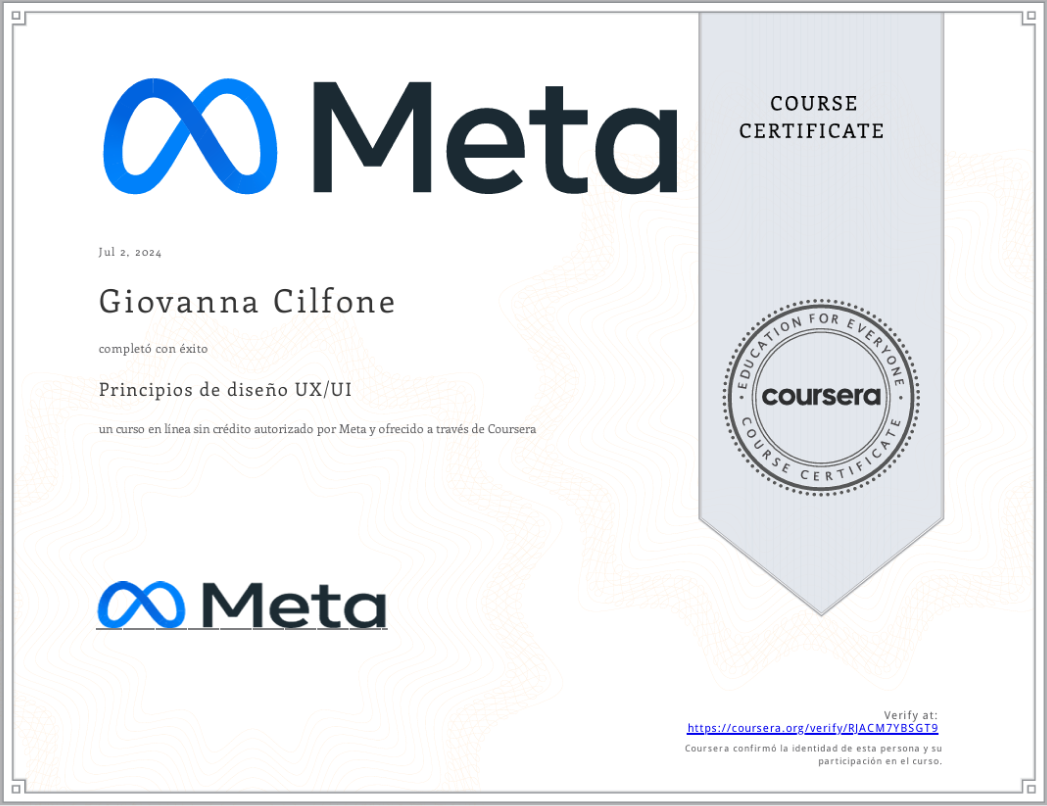 Meta
COURSE
CERTIFICATE
Jul 2, 2024
Giovanna Cilfone
completó con éxito
Principios de diseño UX/UI
un curso en línea sin crédito autorizado por Meta y ofrecido a través de Coursera
EDUCATION FOR EVERYONE
coursera
COURSE CERTIFICATE
Meta
Verify at:
https://coursera.org/verify/RJACM7YBSGT9
Coursera confirmó la identidad de esta persona y su
participación en el curso.